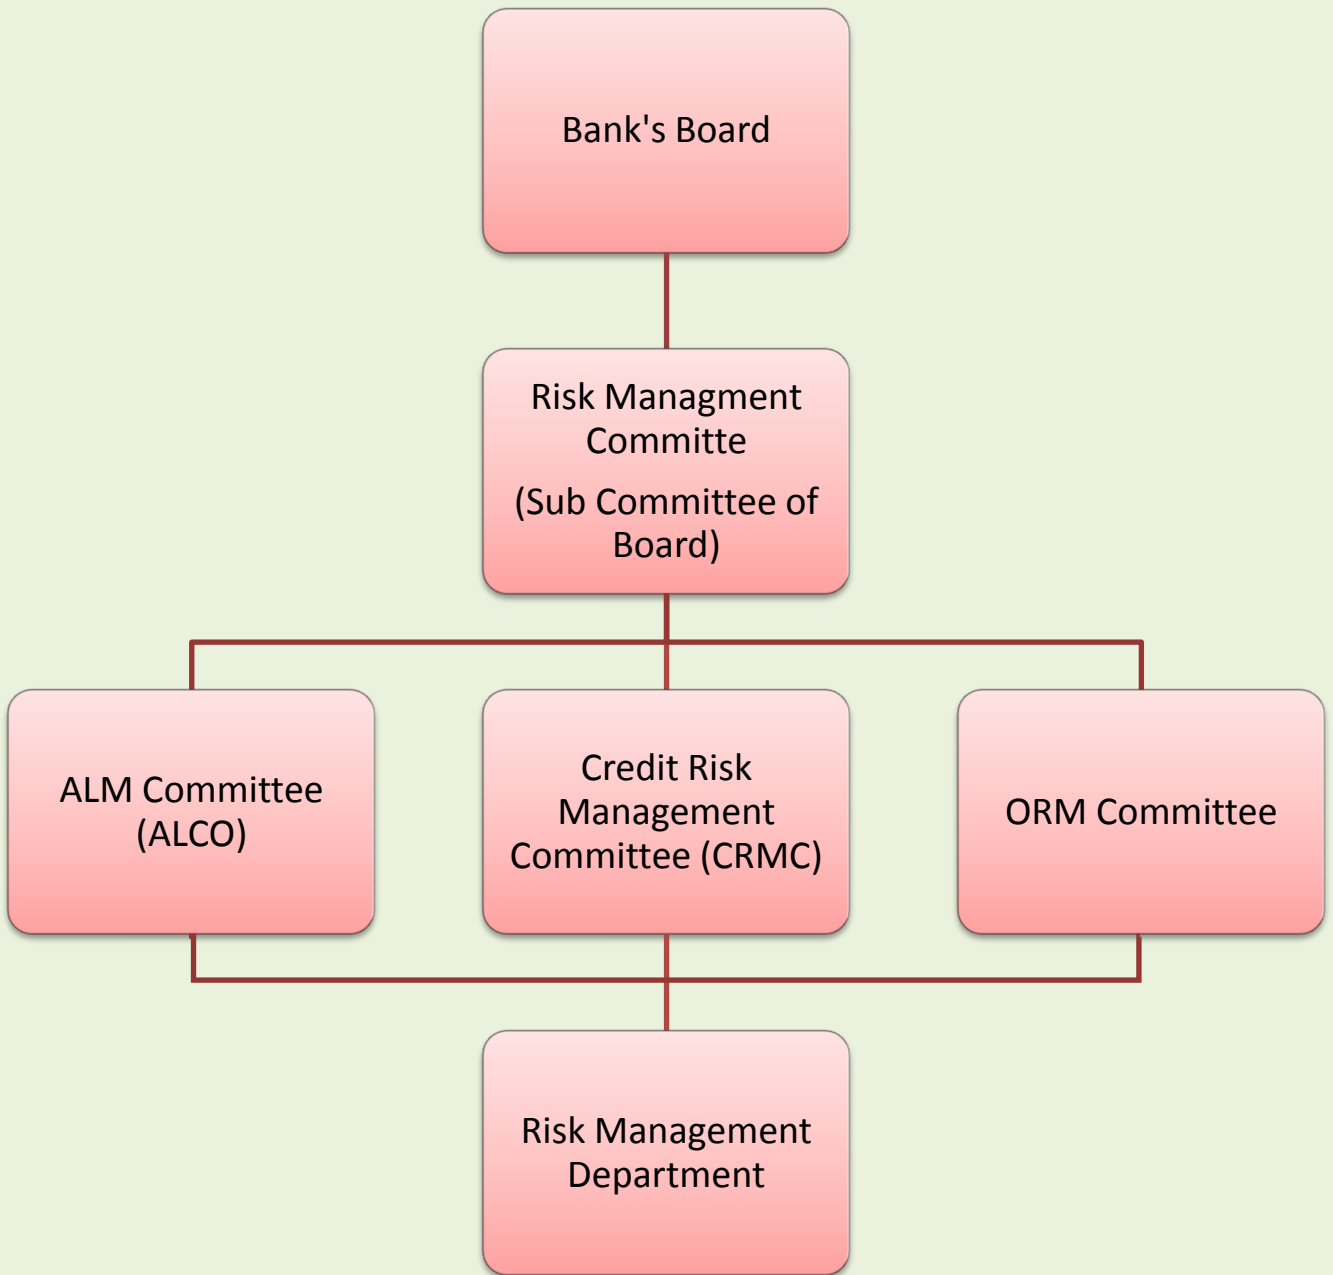 Bank's Board
Risk Managment
Committe
(Sub Committee of
Board)
ALM Committee
(ALCO)
Credit Risk
Management
Committee (CRMC)
ORM Committee
Risk Management
Department